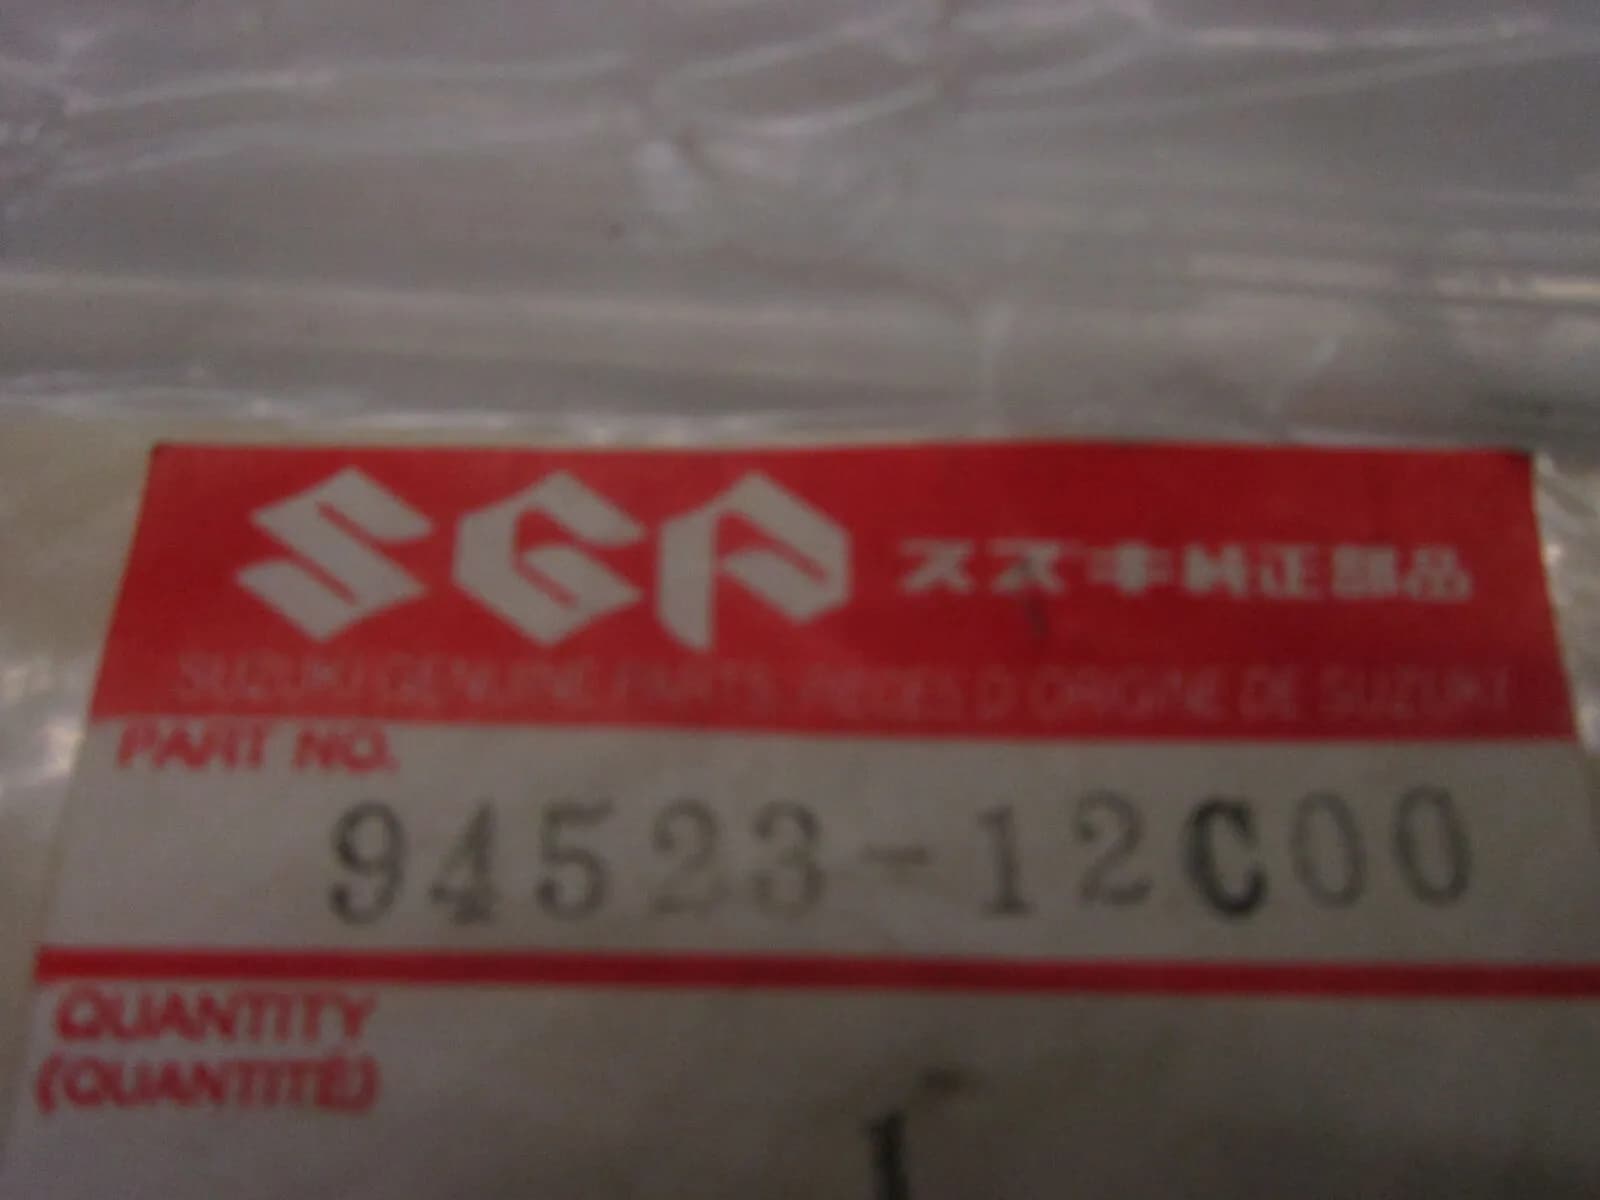 SGP スズキ純正部品
SUZUKI GENUINE PARTS PIECES D'ORIGINE DE SUZUKI
PART NO.
94523-12C00
QUANTITY
(QUANTITÉ)
1